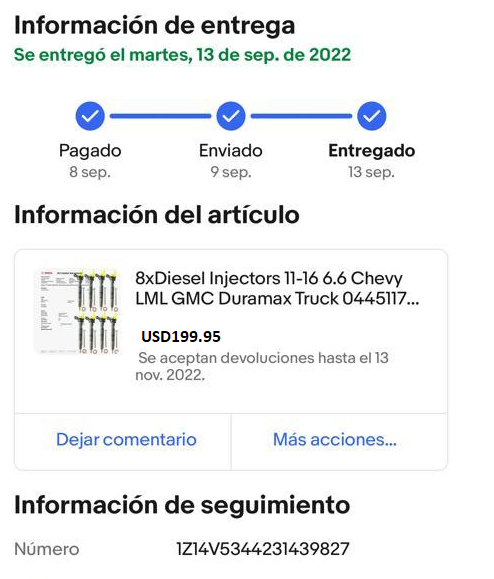 Información de entrega
Se entregó el martes, 13 de sep. de 2022
Pagado
8 sep.
Enviado
9 sep.
Entregado
13 sep.
Información del artículo
8xDiesel Injectors 11-16 6.6 Chevy
LML GMC Duramax Truck 0445117...
USD199.95
Se aceptan devoluciones hasta el 13
nov. 2022.
Dejar comentario
Más acciones...
Información de seguimiento
Número 1Z14V5344231439827